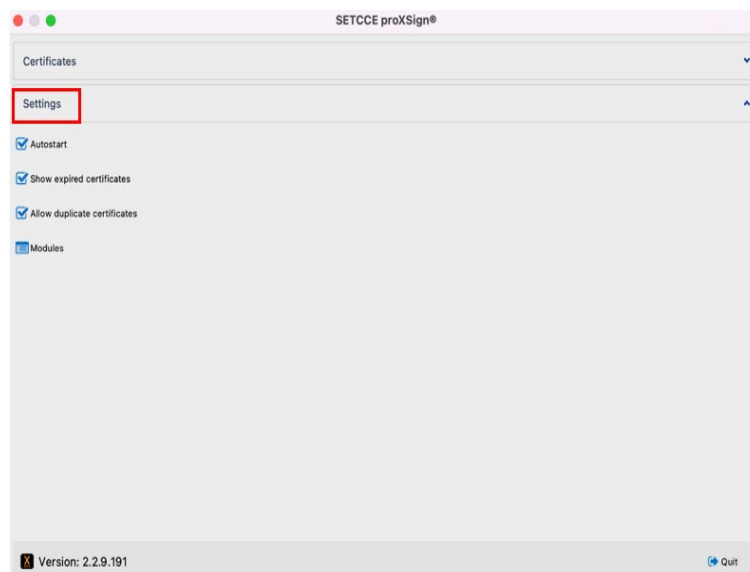 SETCCE proXSign®
Certificates
Settings
Autostart
Show expired certificates
Allow duplicate certificates
Modules
Version: 2.2.9.191
Quit